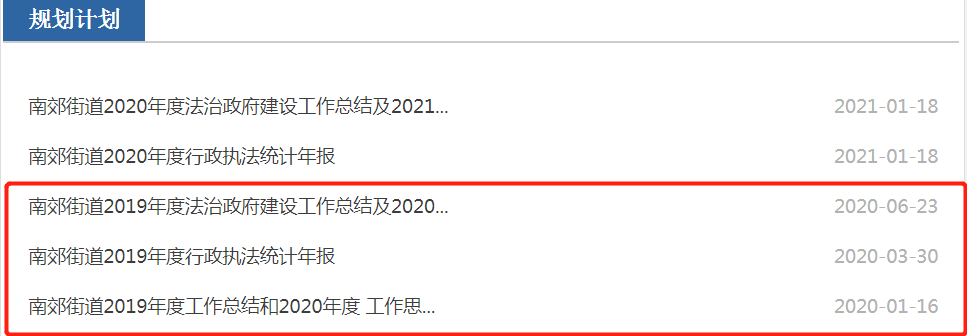 规划计划
南郊街道2020年度法治政府建设工作总结及2021... 2021-01-18
南郊街道2020年度行政执法统计年报 2021-01-18
南郊街道2019年度法治政府建设工作总结及2020... 2020-06-23
南郊街道2019年度行政执法统计年报 2020-03-30
南郊街道2019年度工作总结和2020年度 工作思... 2020-01-16